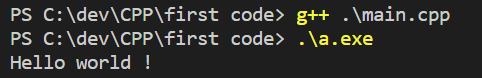 PS C:\dev\CPP\first code> g++ .\main.cpp
PS C:\dev\CPP\first code> .\a.exe
Hello world !